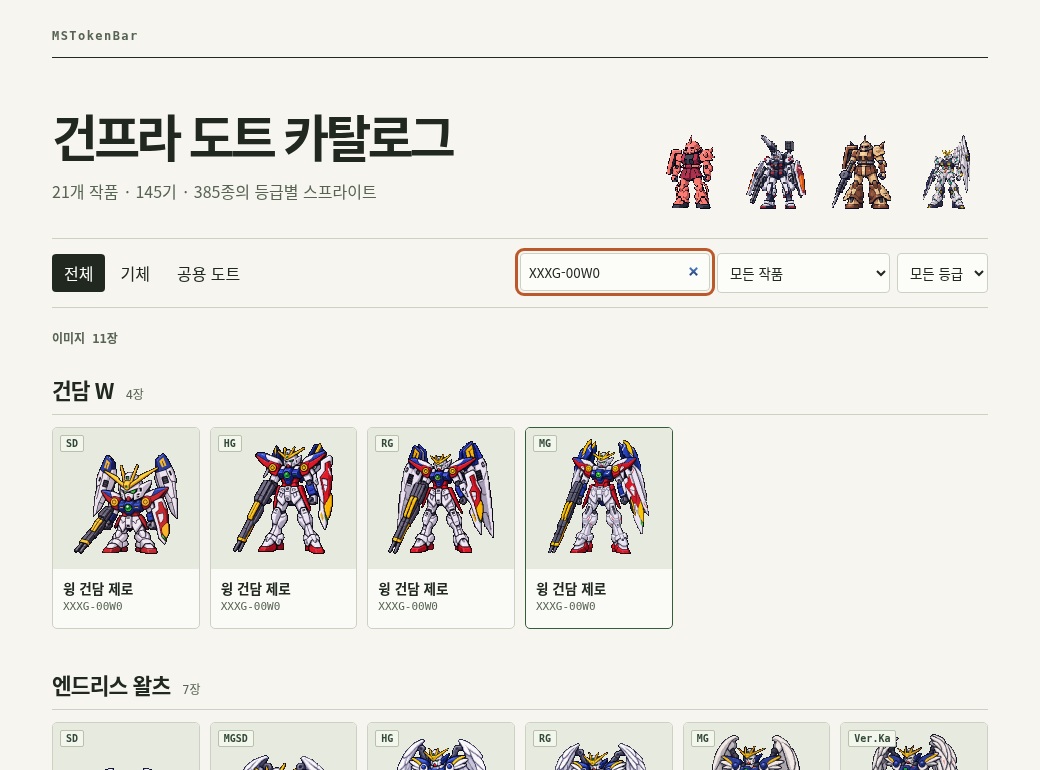 MSTokenBar
건프라 도트 카탈로그
21개 작품 · 145기 · 385종의 등급별 스프라이트
전체 기체 공용 도트 XXXG-00W0 × 모든 작품 모든 등급
이미지 11장
건담 W 4장
SD HG RG MG
윙 건담 제로 윙 건담 제로 윙 건담 제로 윙 건담 제로
XXXG-00W0 XXXG-00W0 XXXG-00W0 XXXG-00W0
엔드리스 왈츠 7장
SD MGSD HG RG MG Ver.Ka